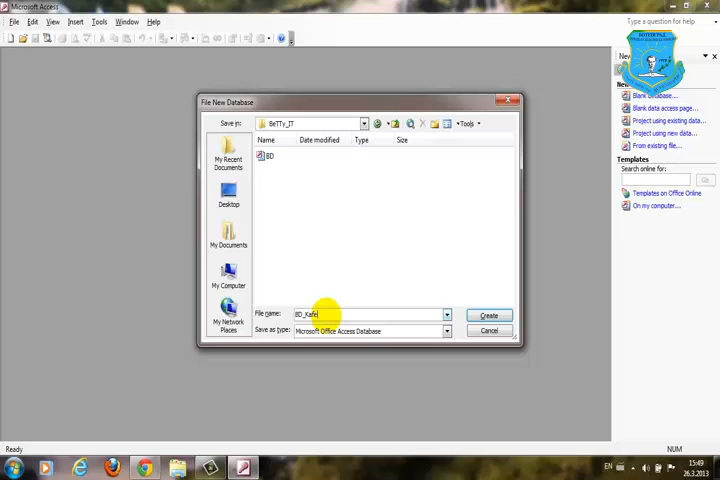 Microsoft Access
File Edit View Insert Tools Window Help
Type a question for help
File New Database
Save in:
BeTTy_IT
Tools
Name Date modified Type Size
BD
My Recent
Documents
Desktop
My Documents
My Computer
My Network
Places
File name:
BD_Kafe
Create
Save as type:
Microsoft Office Access Database
Cancel
New
Blank database...
Blank data access page...
Project using existing data...
Project using new data...
From existing file...
Templates
Search online for:
Go
Templates on Office Online
On my computer...
Ready
NUM
EN
15:49
26.3.2013